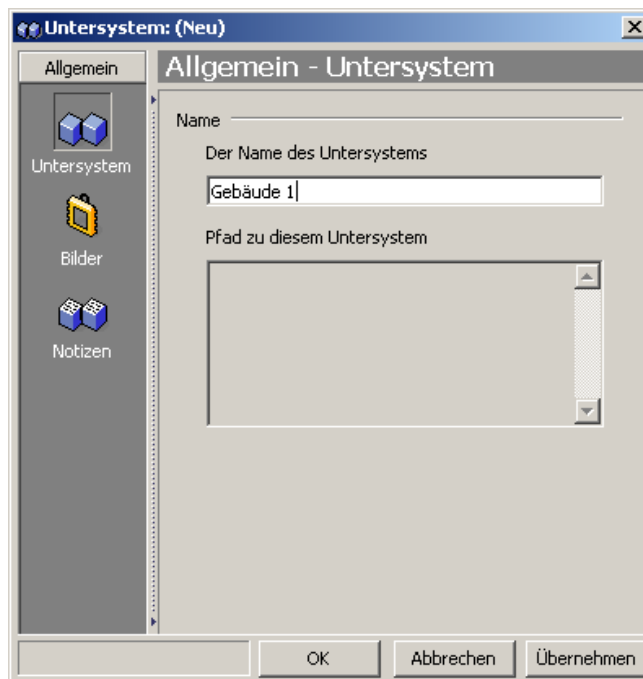 Untersystem: (Neu)
Allgemein
Allgemein - Untersystem
Untersystem
Bilder
Notizen
Name
Der Name des Untersystems
Gebäude 1
Pfad zu diesem Untersystem
OK
Abbrechen
Übernehmen